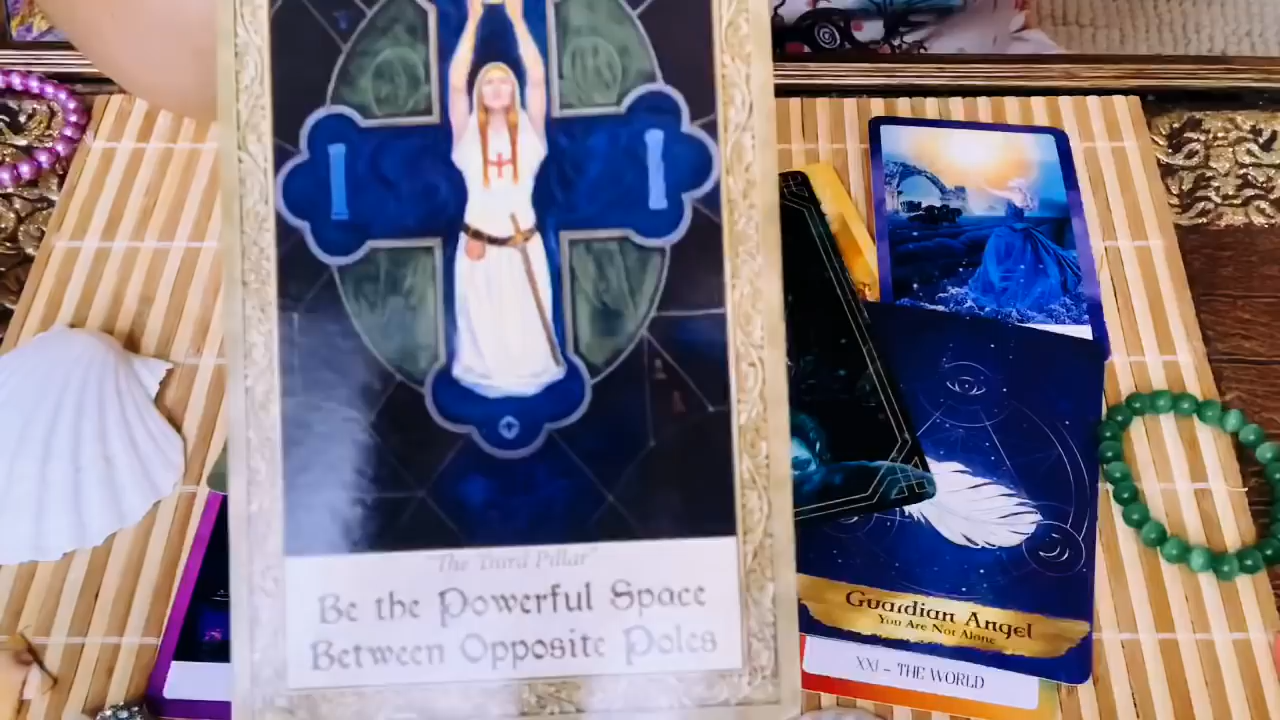 "The Third Pillar"
Be the Powerful Space
Between Opposite Poles
Guardian Angel
You Are Not Alone
XXI – THE WORLD